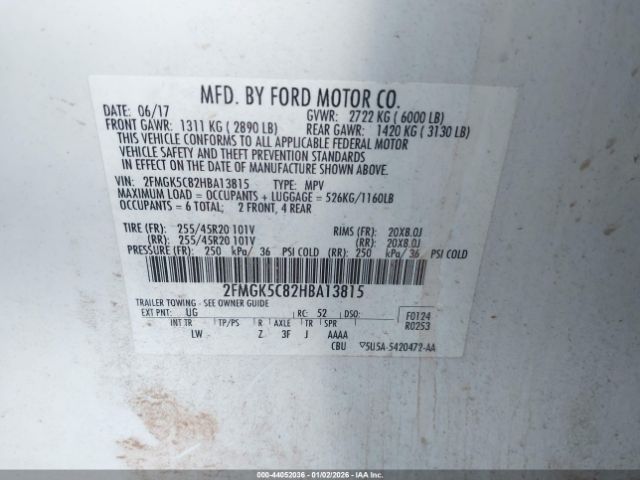 MFD. BY FORD MOTOR CO.
DATE: 06/17 GVWR: 2722 KG ( 6000 LB)
FRONT GAWR: 1311 KG ( 2890 LB) REAR GAWR: 1420 KG ( 3130 LB)
THIS VEHICLE CONFORMS TO ALL APPLICABLE FEDERAL MOTOR
VEHICLE SAFETY AND THEFT PREVENTION STANDARDS
IN EFFECT ON THE DATE OF MANUFACTURE SHOWN ABOVE.
VIN: 2FMGK5C82HBA13815 TYPE: MPV
MAXIMUM LOAD = OCCUPANTS + LUGGAGE = 526KG/1160LB
OCCUPANTS = 6 TOTAL; 2 FRONT, 4 REAR
TIRE (FR): 255/45R20 101V RIMS (FR): 20X8.0J
(RR): 255/45R20 101V (RR): 20X8.0J
PRESSURE (FR): 250 kPa/ 36 PSI COLD (RR): 250 kPa/ 36 PSI COLD
2FMGK5C82HBA13815
TRAILER TOWING - SEE OWNER GUIDE
EXT PNT: UG RC: 52 DSO: F0124
R0253
INT TR TP/PS R AXLE TR SPR
LW - Z 3F J AAAA
CBU ▽5U5A-5420472-AA
000-44052036 - 01/02/2026 - IAA Inc.